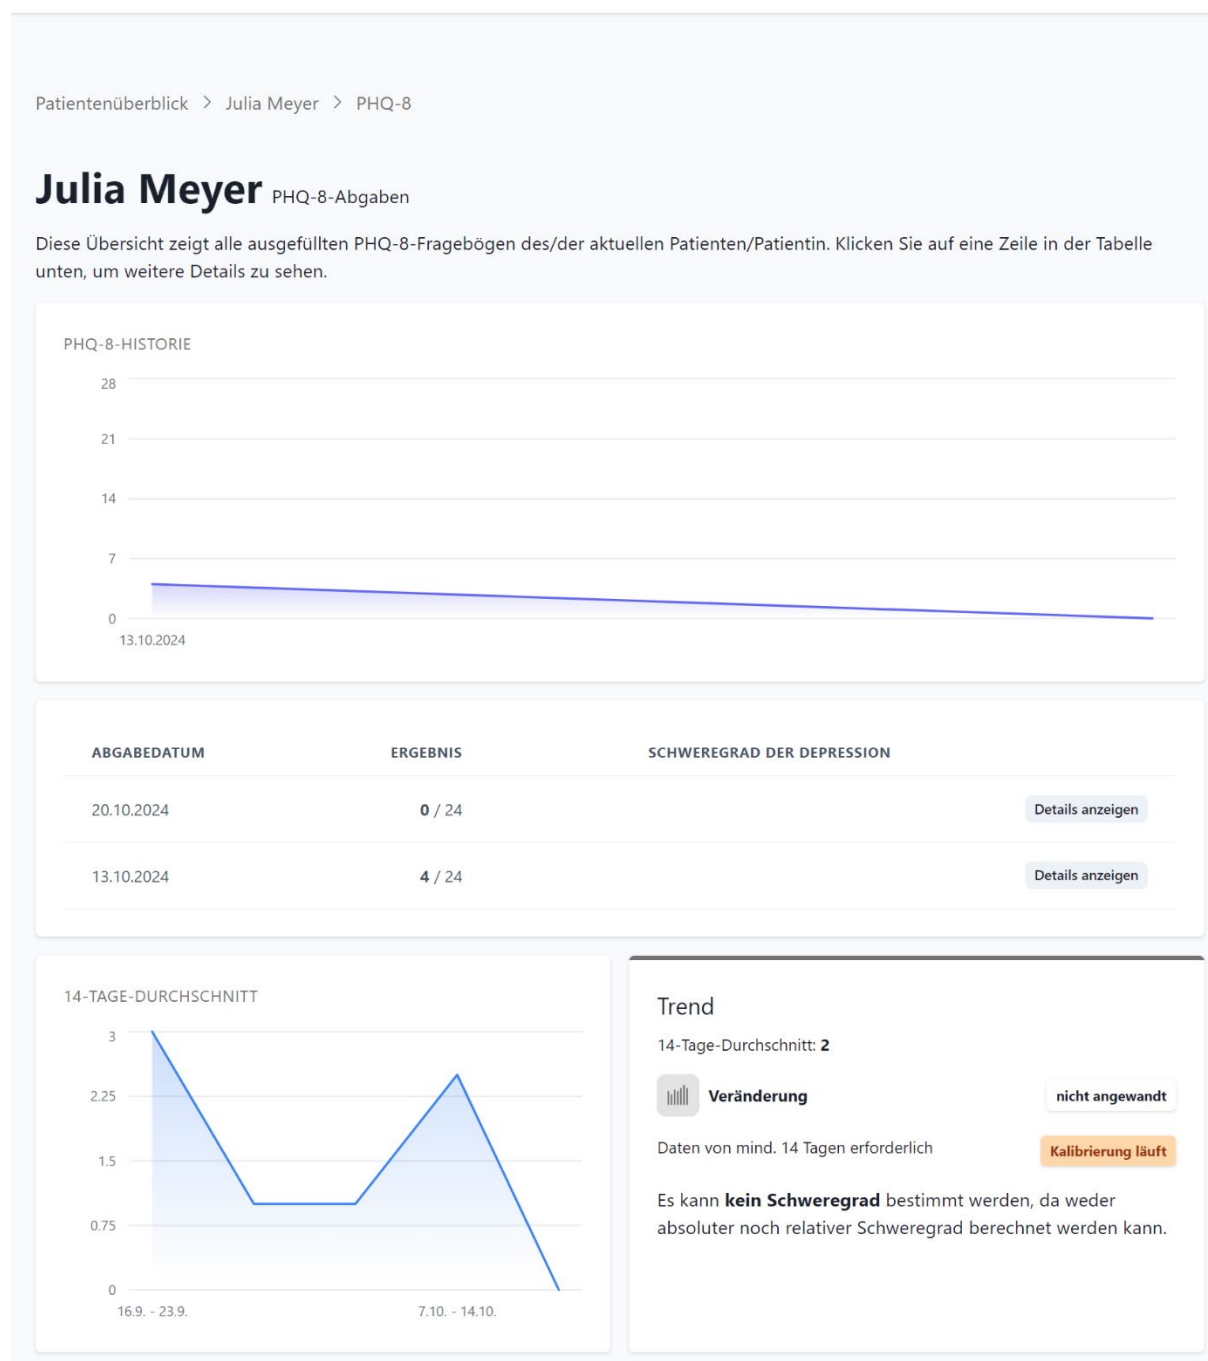 Patientenüberblick > Julia Meyer > PHQ-8
Julia Meyer PHQ-8-Abgaben
Diese Übersicht zeigt alle ausgefüllten PHQ-8-Fragebögen des/der aktuellen Patienten/Patientin. Klicken Sie auf eine Zeile in der Tabelle
unten, um weitere Details zu sehen.
PHQ-8-HISTORIE
28
21
14
7
0
13.10.2024
ABGABEDATUM ERGEBNIS SCHWEREGRAD DER DEPRESSION
20.10.2024 0 / 24 Details anzeigen
13.10.2024 4 / 24 Details anzeigen
14-TAGE-DURCHSCHNITT
3
2.25
1.5
0.75
0
16.9. - 23.9. 7.10. - 14.10.
Trend
14-Tage-Durchschnitt: 2
Veränderung nicht angewandt
Daten von mind. 14 Tagen erforderlich Kalibrierung läuft
Es kann kein Schweregrad bestimmt werden, da weder
absoluter noch relativer Schweregrad berechnet werden kann.